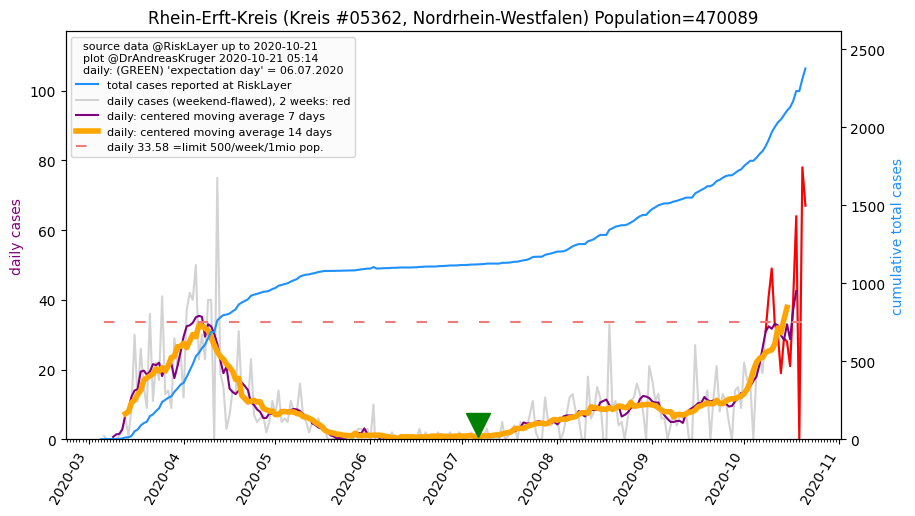 Rhein-Erft-Kreis (Kreis #05362, Nordrhein-Westfalen) Population=470089
source data @RiskLayer up to 2020-10-21
plot @DrAndreasKruger 2020-10-21 05:14
daily: (GREEN) 'expectation day' = 06.07.2020
total cases reported at RiskLayer
daily cases (weekend-flawed), 2 weeks: red
daily: centered moving average 7 days
daily: centered moving average 14 days
daily 33.58 =limit 500/week/1mio pop.
daily cases
100
80
60
40
20
0
cumulative total cases
2500
2000
1500
1000
500
0
2020-03
2020-04
2020-05
2020-06
2020-07
2020-08
2020-09
2020-10
2020-11